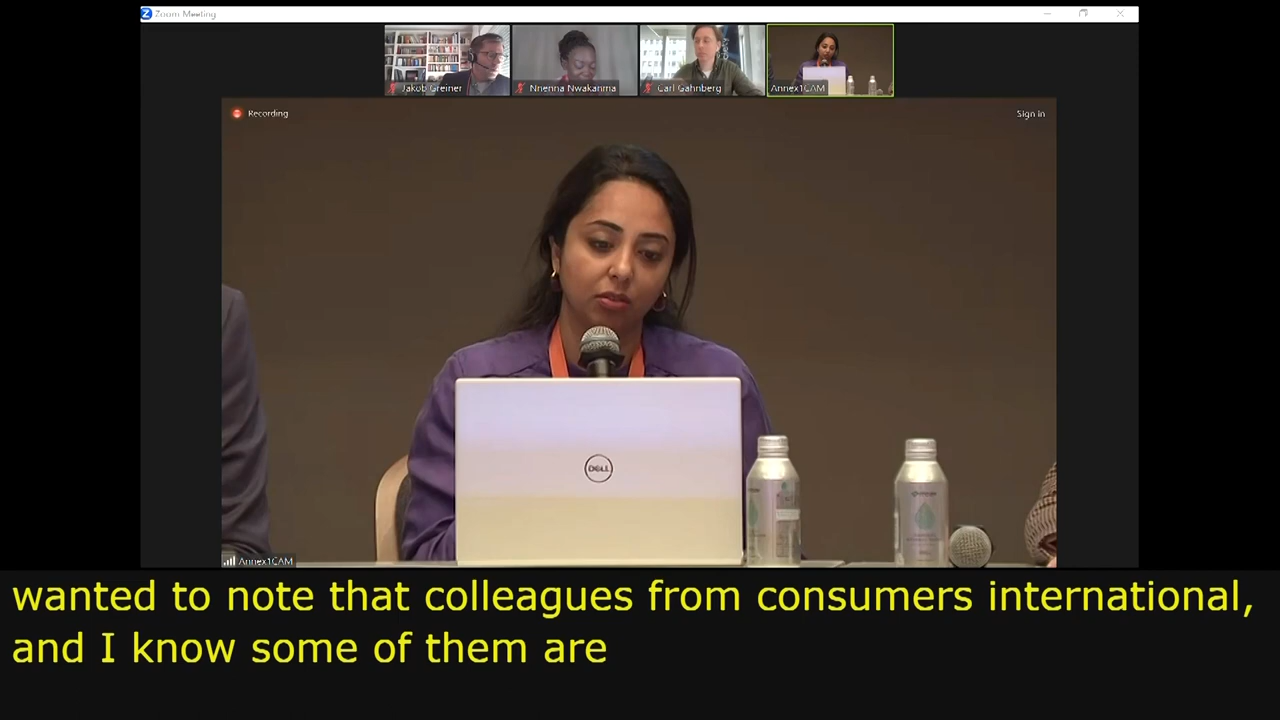 Zoom Meeting
Jakob Greiner
Nnenna Nwakanma
Carl Gahnberg
Annex1CAM
Recording
Sign in
DELL
Annex1CAM
wanted to note that colleagues from consumers international,
and I know some of them are